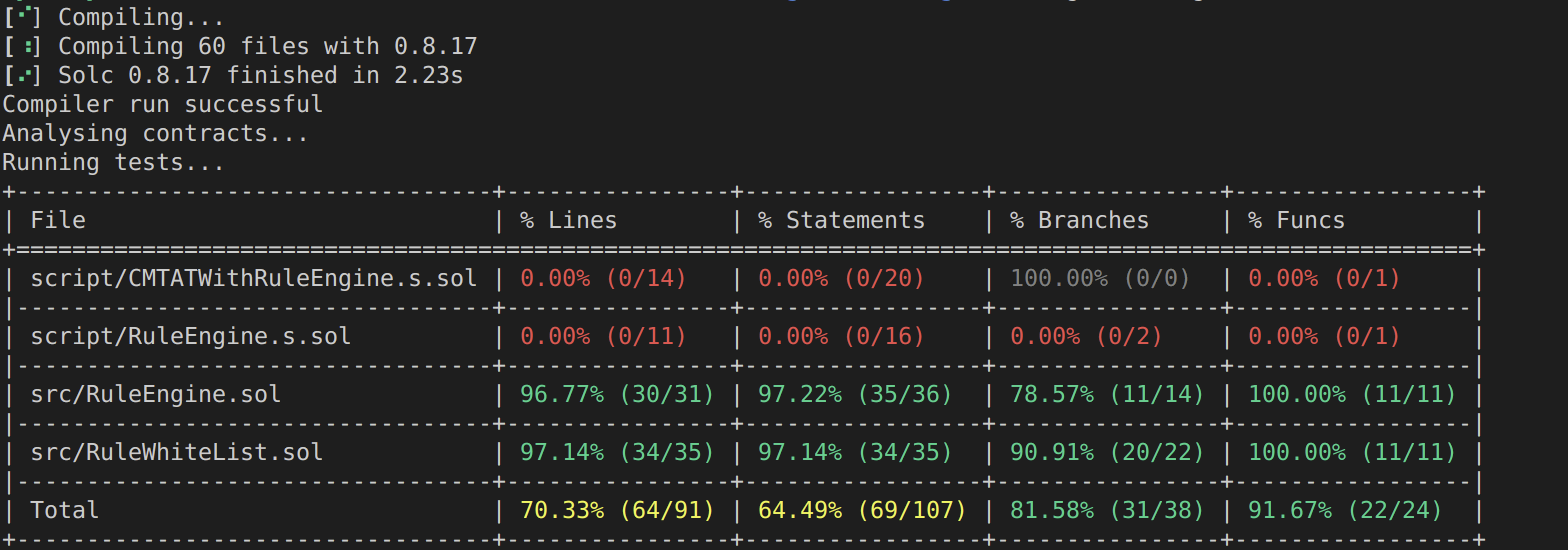 [⠊] Compiling...
[⠰] Compiling 60 files with 0.8.17
[⠔] Solc 0.8.17 finished in 2.23s
Compiler run successful
Analysing contracts...
Running tests...
| File | % Lines | % Statements | % Branches | % Funcs |
| script/CMTATWithRuleEngine.s.sol | 0.00% (0/14) | 0.00% (0/20) | 100.00% (0/0) | 0.00% (0/1) |
| script/RuleEngine.s.sol | 0.00% (0/11) | 0.00% (0/16) | 0.00% (0/2) | 0.00% (0/1) |
| src/RuleEngine.sol | 96.77% (30/31) | 97.22% (35/36) | 78.57% (11/14) | 100.00% (11/11) |
| src/RuleWhiteList.sol | 97.14% (34/35) | 97.14% (34/35) | 90.91% (20/22) | 100.00% (11/11) |
| Total | 70.33% (64/91) | 64.49% (69/107) | 81.58% (31/38) | 91.67% (22/24) |